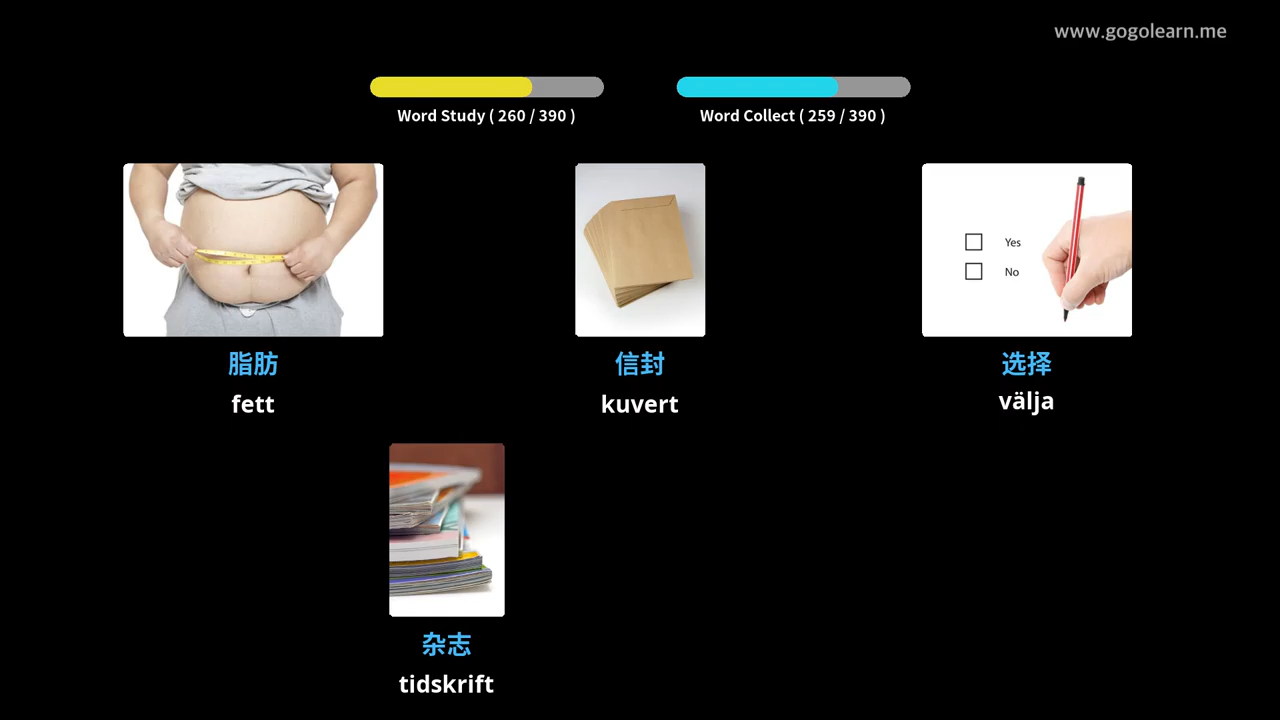 www.gogolearn.me
Word Study ( 260 / 390 )
Word Collect ( 259 / 390 )
Yes
No
脂肪
信封
选择
fett
kuvert
välja
杂志
tidskrift